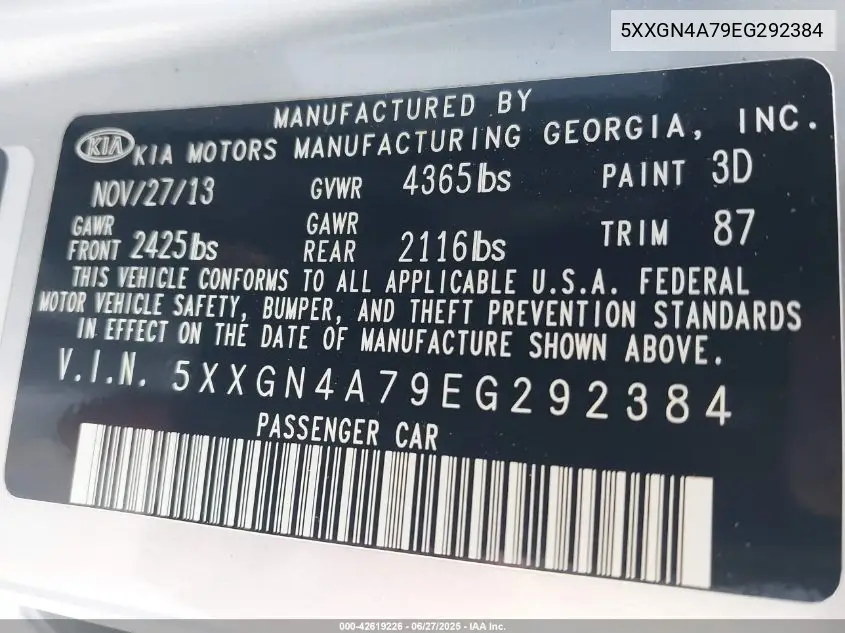 5XXGN4A79EG292384
MANUFACTURED BY
KIA KIA MOTORS MANUFACTURING GEORGIA, INC.
NOV/27/13 GVWR 4365lbs PAINT 3D
GAWR FRONT 2425lbs GAWR REAR 2116lbs TRIM 87
THIS VEHICLE CONFORMS TO ALL APPLICABLE U.S.A. FEDERAL
MOTOR VEHICLE SAFETY, BUMPER, AND THEFT PREVENTION STANDARDS
IN EFFECT ON THE DATE OF MANUFACTURE SHOWN ABOVE.
V.I.N. 5XXGN4A79EG292384
PASSENGER CAR
000-42619226 - 06/27/2025 - IAA Inc.